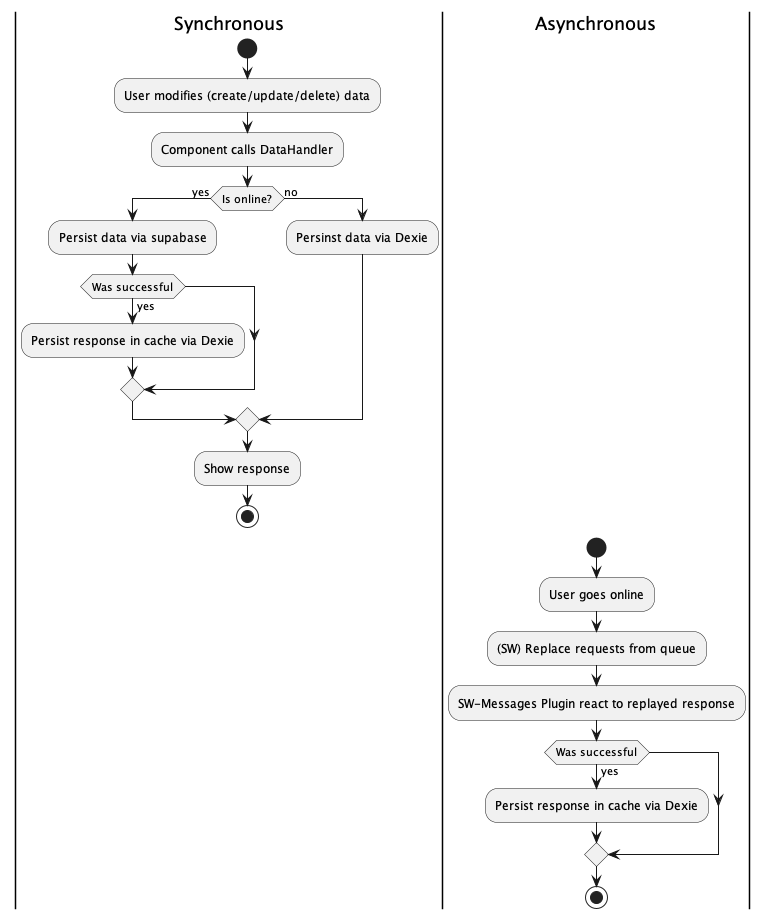 Synchronous
Asynchronous
User modifies (create/update/delete) data
Component calls DataHandler
yes
Is online?
no
Persist data via supabase
Persinst data via Dexie
Was successful
yes
Persist response in cache via Dexie
Show response
User goes online
(SW) Replace requests from queue
SW-Messages Plugin react to replayed response
Was successful
yes
Persist response in cache via Dexie